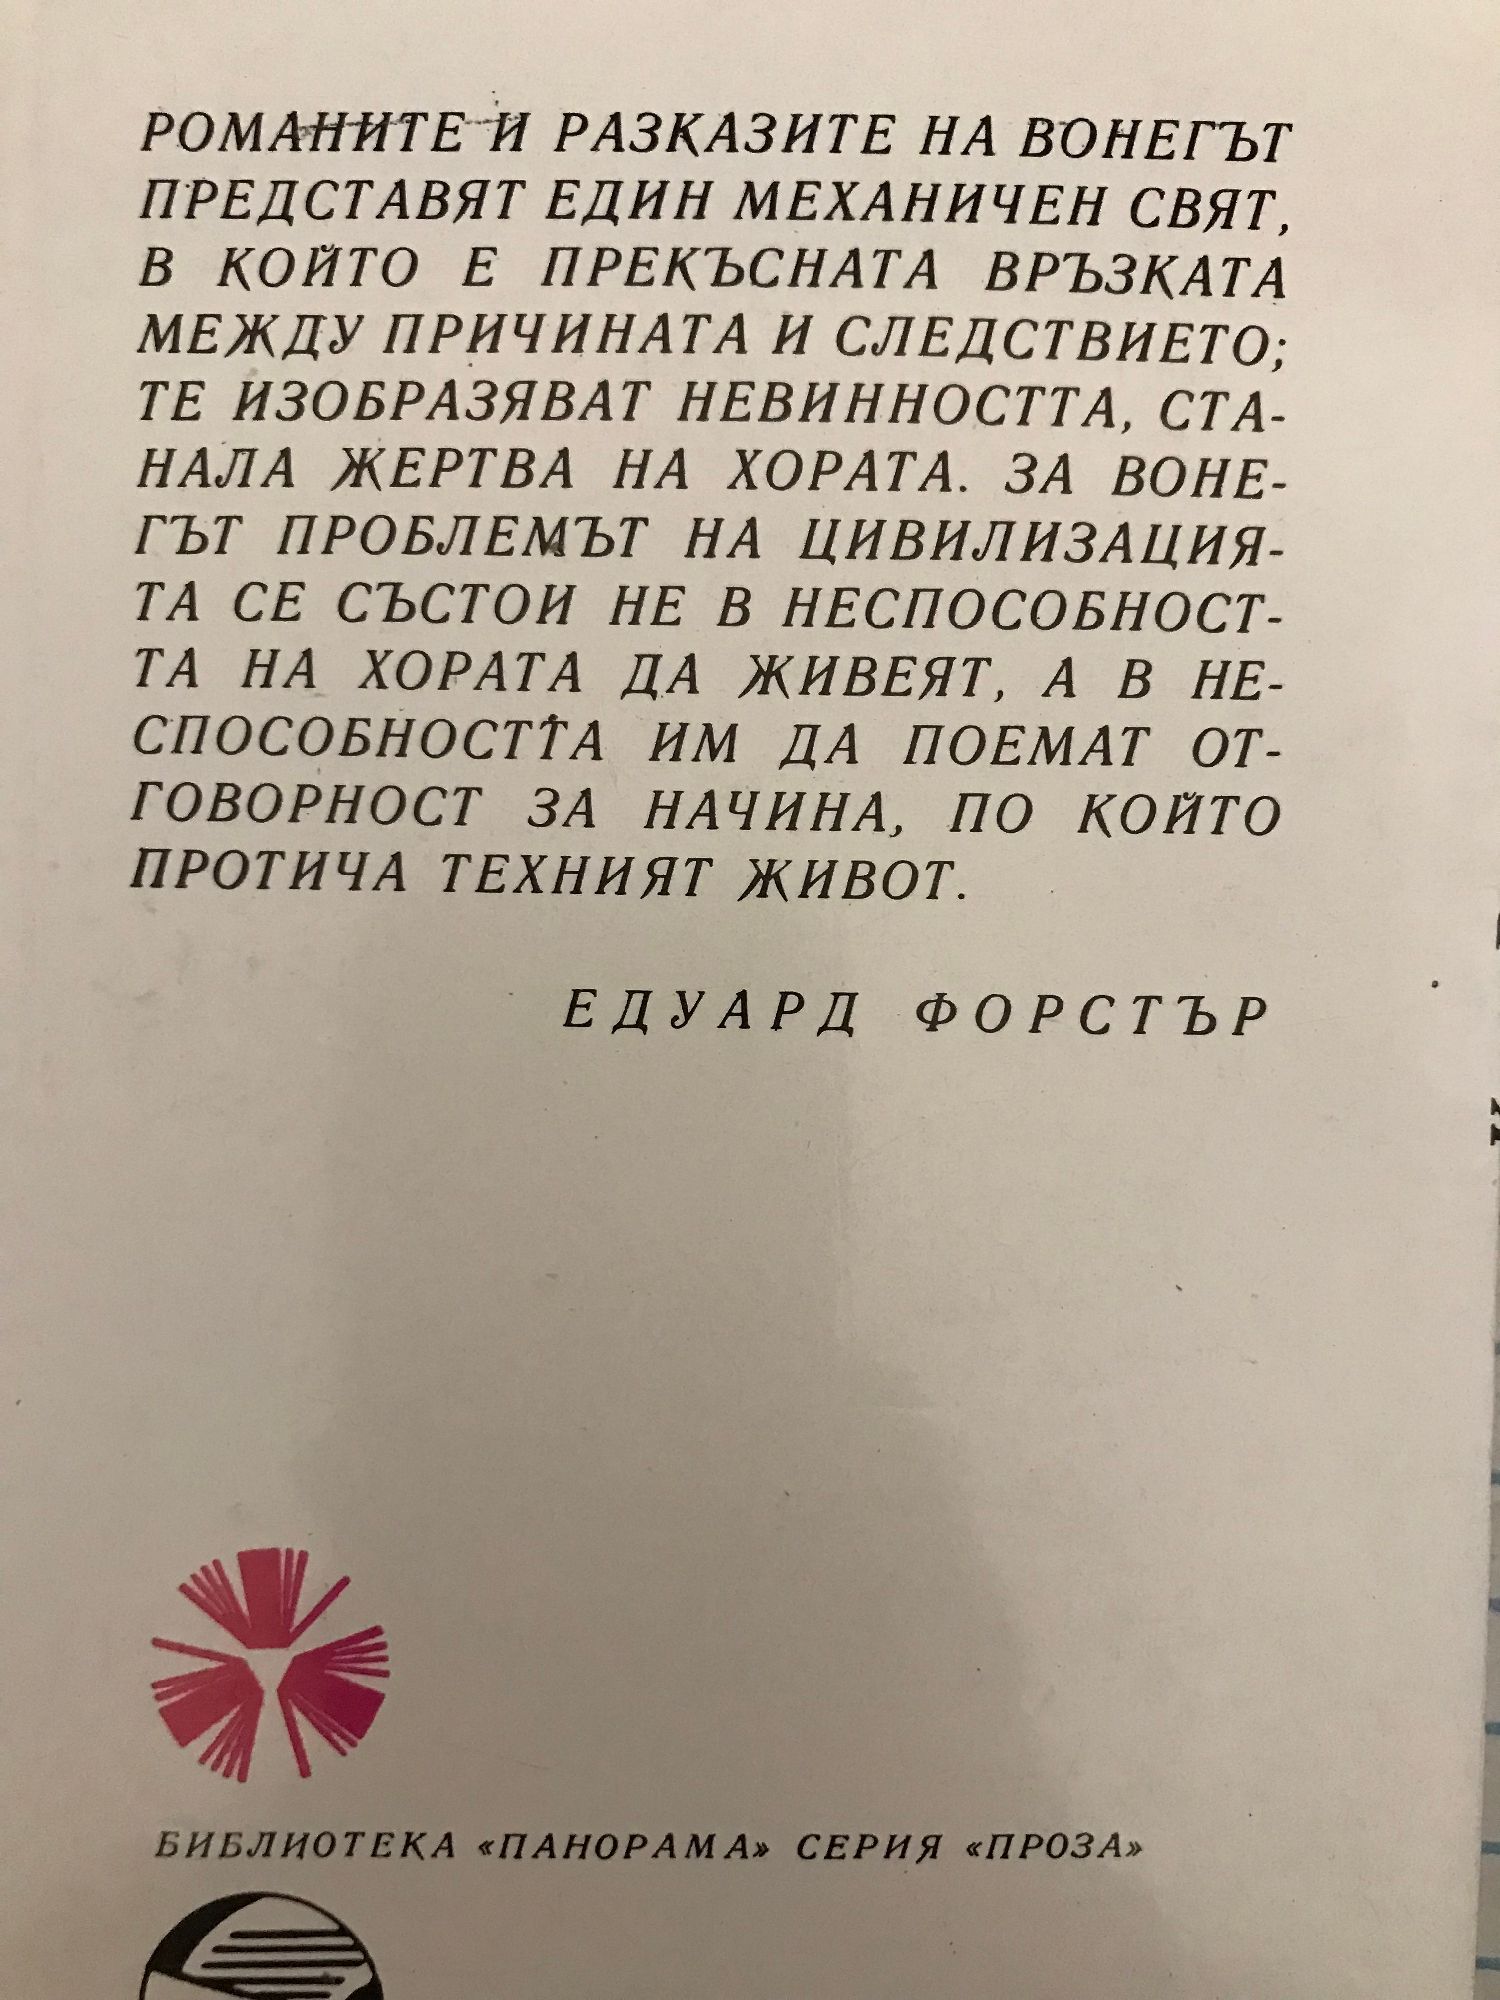 РОМАНИТЕ И РАЗКАЗИТЕ НА ВОНЕГЪТ
ПРЕДСТАВЯТ ЕДИН МЕХАНИЧЕН СВЯТ,
В КОЙТО Е ПРЕКЪСНАТА ВРЪЗКАТА
МЕЖДУ ПРИЧИНАТА И СЛЕДСТВИЕТО;
ТЕ ИЗОБРАЗЯВАТ НЕВИННОСТТА, СТА-
НАЛА ЖЕРТВА НА ХОРАТА. ЗА ВОНЕ-
ГЪТ ПРОБЛЕМЪТ НА ЦИВИЛИЗАЦИЯ-
ТА СЕ СЪСТОИ НЕ В НЕСПОСОБНОСТ-
ТА НА ХОРАТА ДА ЖИВЕЯТ, А В НЕ-
СПОСОБНОСТТА ИМ ДА ПОЕМАТ ОТ-
ГОВОРНОСТ ЗА НАЧИНА, ПО КОЙТО
ПРОТИЧА ТЕХНИЯТ ЖИВОТ.
ЕДУАРД ФОРСТЪР
БИБЛИОТЕКА «ПАНОРАМА» СЕРИЯ «ПРОЗА»